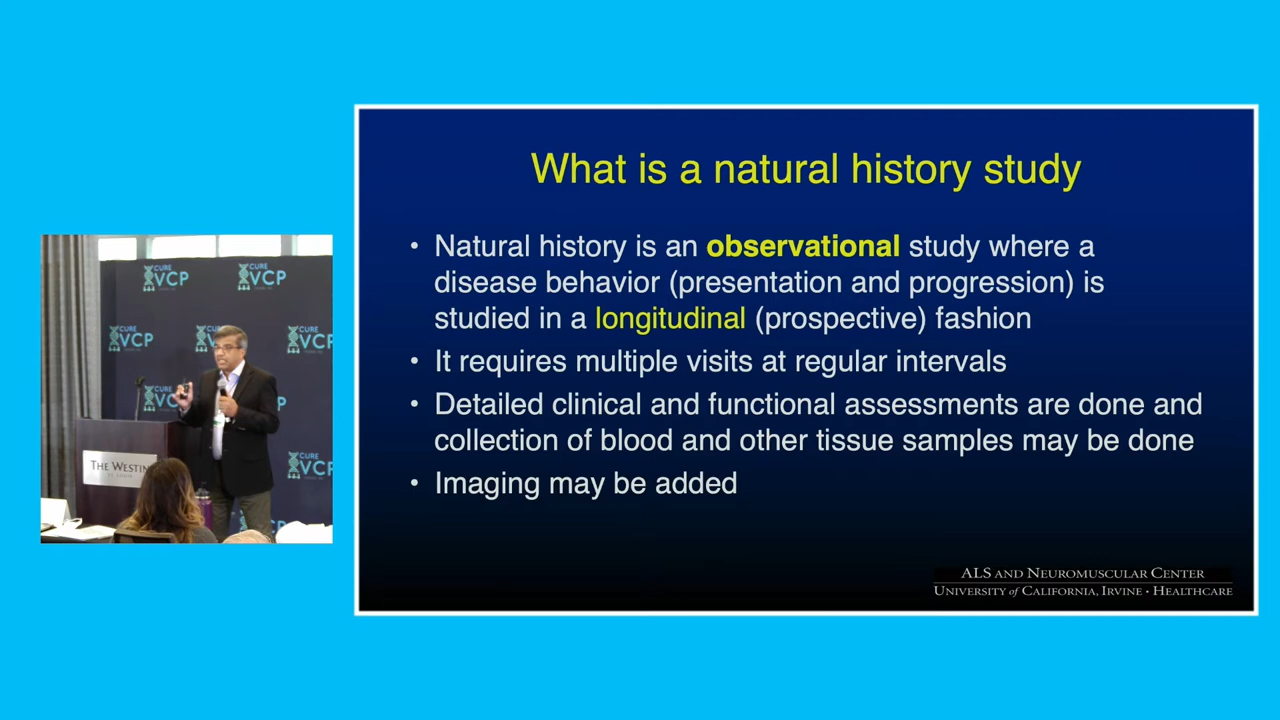 CURE
VCP
CURE
VCP
CURE
VCP
CURE
VCP
CURE
VCP
THE WESTIN
CURE
VCP
What is a natural history study
• Natural history is an observational study where a
disease behavior (presentation and progression) is
studied in a longitudinal (prospective) fashion
• It requires multiple visits at regular intervals
• Detailed clinical and functional assessments are done and
collection of blood and other tissue samples may be done
• Imaging may be added
ALS AND NEUROMUSCULAR CENTER
UNIVERSITY of CALIFORNIA, IRVINE • HEALTHCARE